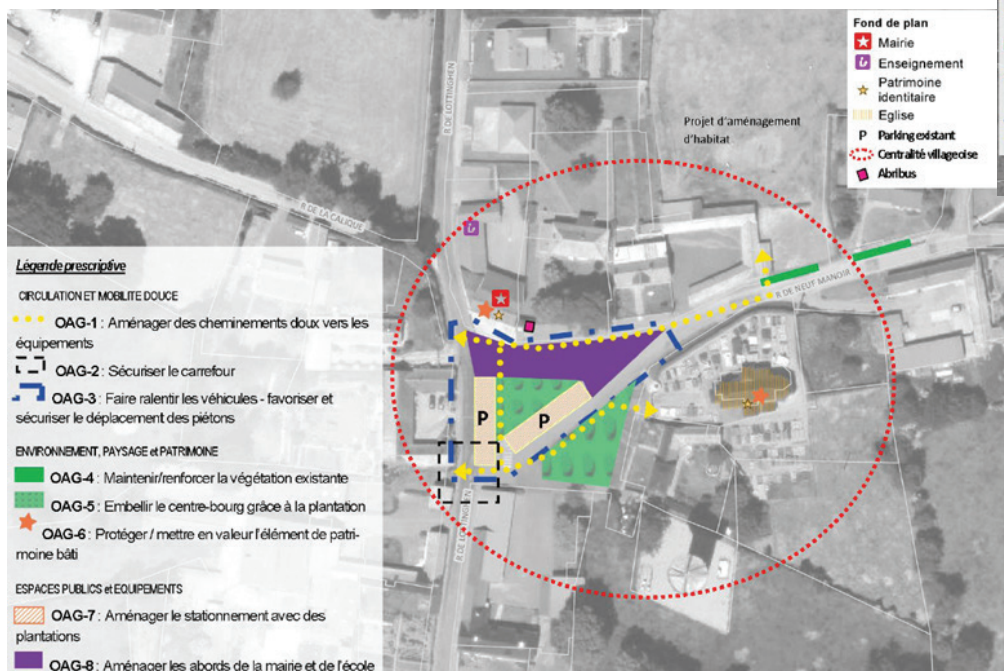 Fond de plan
Mairie
Enseignement
Patrimoine
identitaire
Eglise
P Parking existant
Centralité villageoise
Abribus
Projet d'aménagement
d'habitat
R DE LOTTINGHEN
R DE LA CALIQUE
R DE NEUF MANOIR
P
P
R DE LOTTINGHEN
Légende prescriptive
CIRCULATION ET MOBILITE DOUCE
OAG-1 : Aménager des cheminements doux vers les
équipements
OAG-2 : Sécuriser le carrefour
OAG-3 : Faire ralentir les véhicules - favoriser et
sécuriser le déplacement des piétons
ENVIRONNEMENT, PAYSAGE et PATRIMOINE
OAG-4 : Maintenir/renforcer la végétation existante
OAG-5 : Embellir le centre-bourg grâce à la plantation
OAG-6 : Protéger / mettre en valeur l'élément de patri-
moine bâti
ESPACES PUBLICS et EQUIPEMENTS
OAG-7 : Aménager le stationnement avec des
plantations
OAG-8 : Aménager les abords de la mairie et de l'école